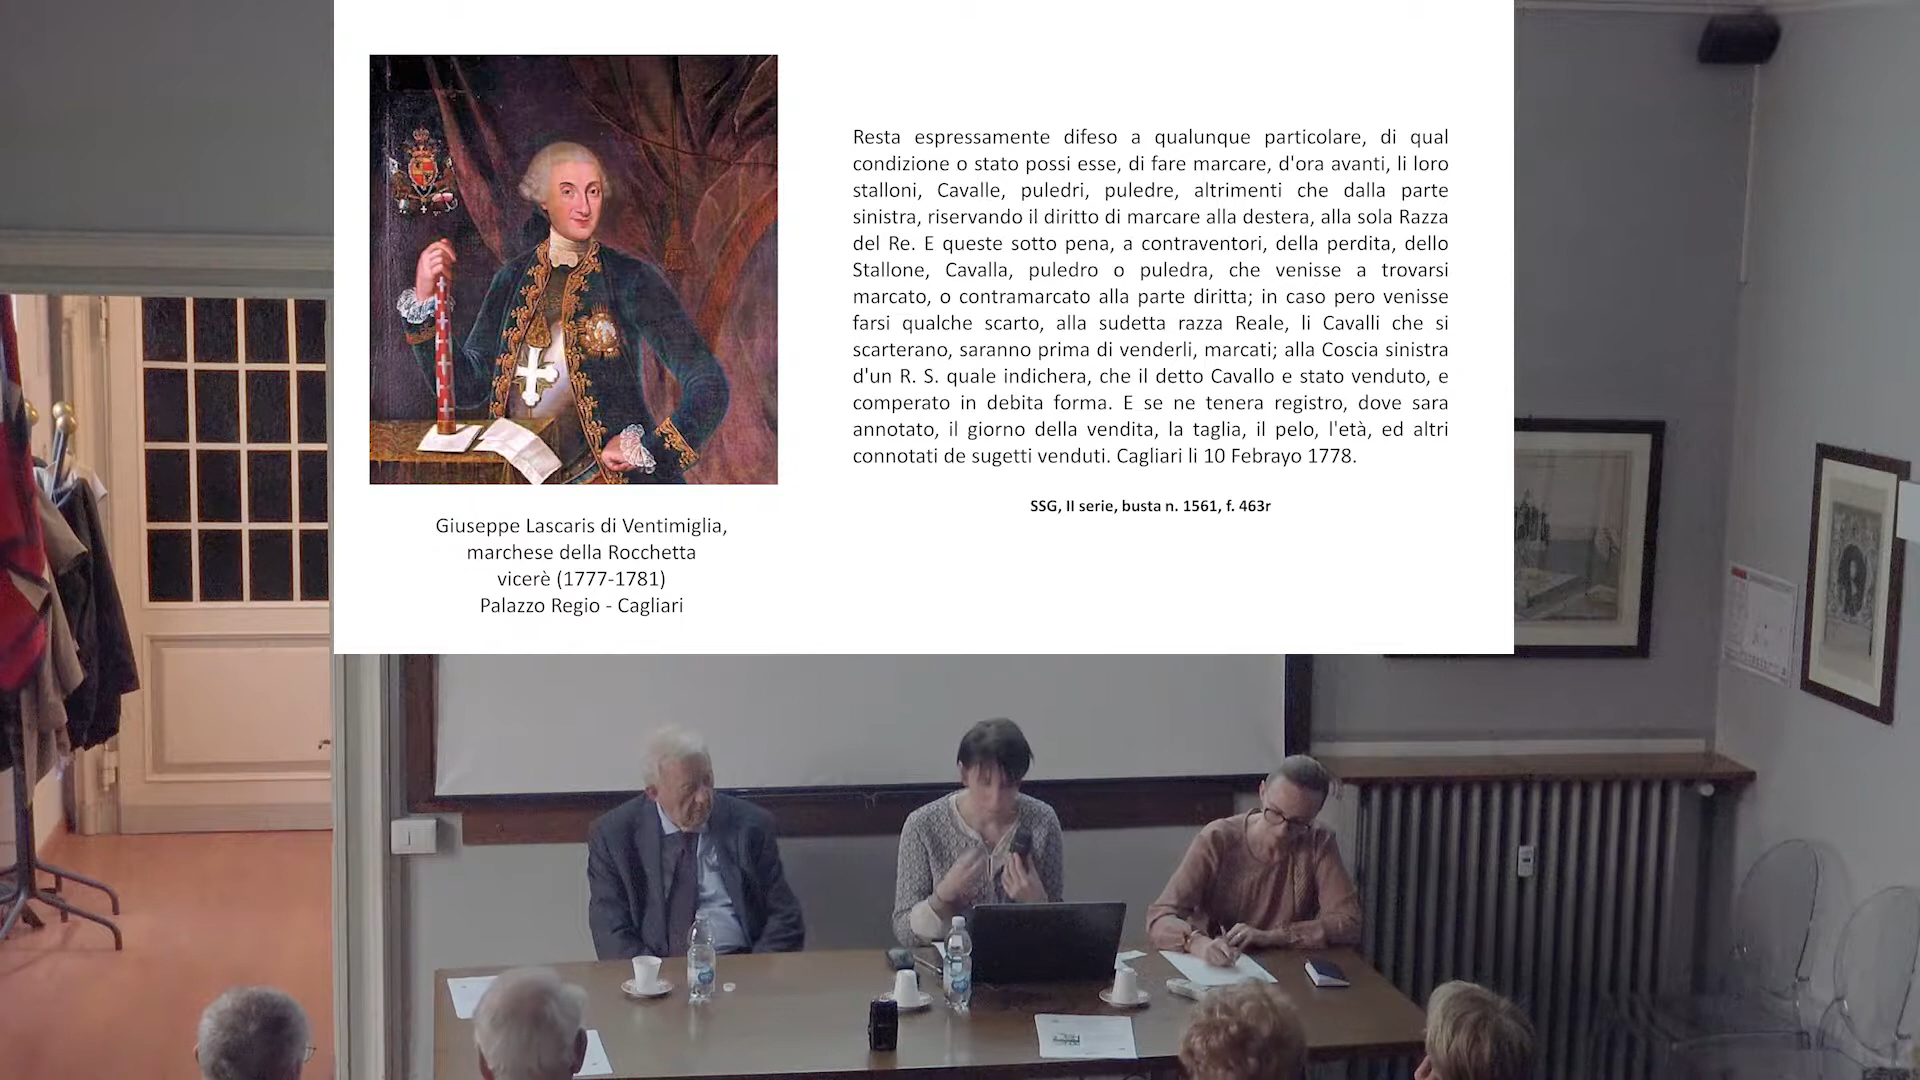 Resta espressamente difeso a qualunque particolare, di qual
condizione o stato possi esse, di fare marcare, d'ora avanti, li loro
stalloni, Cavalle, puledri, puledre, altrimenti che dalla parte
sinistra, riservando il diritto di marcare alla destera, alla sola Razza
del Re. E queste sotto pena, a contraventori, della perdita, dello
Stallone, Cavalla, puledro o puledra, che venisse a trovarsi
marcato, o contramarcato alla parte diritta; in caso pero venisse
farsi qualche scarto, alla sudetta razza Reale, li Cavalli che si
scarterano, saranno prima di venderli, marcati; alla Coscia sinistra
d'un R. S. quale indichera, che il detto Cavallo e stato venduto, e
comperato in debita forma. E se ne tenera registro, dove sara
annotato, il giorno della vendita, la taglia, il pelo, l'età, ed altri
connotati de sugetti venduti. Cagliari li 10 Febrayo 1778.
SSG, II serie, busta n. 1561, f. 463r
Giuseppe Lascaris di Ventimiglia,
marchese della Rocchetta
vicerè (1777-1781)
Palazzo Regio - Cagliari